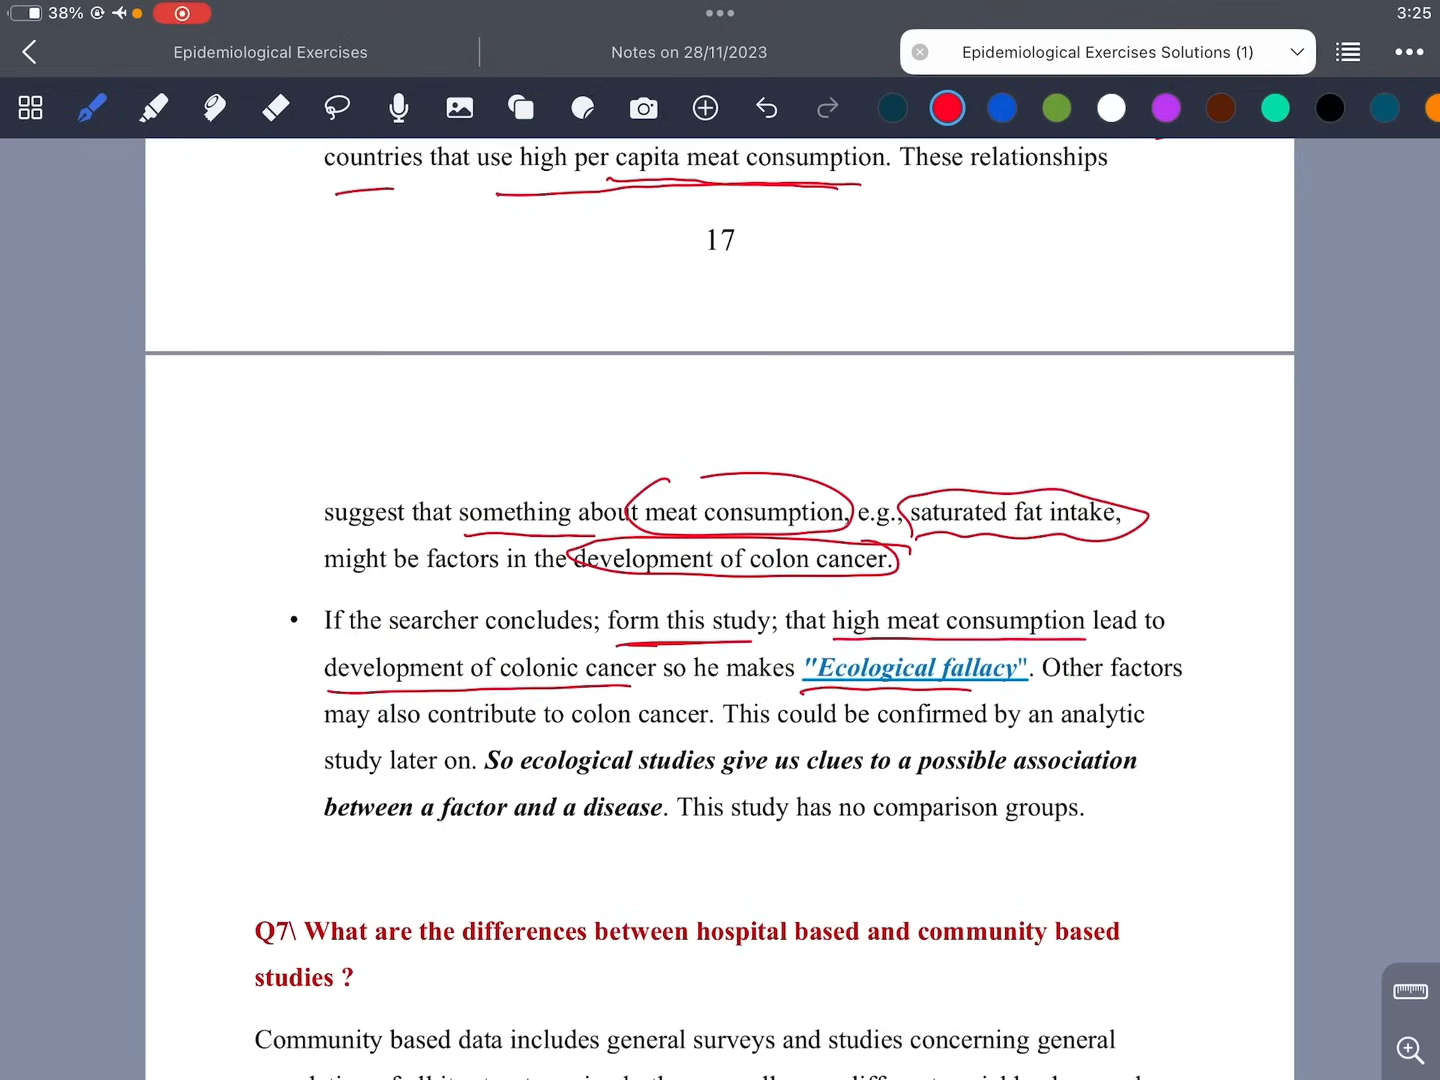 38%
3:25
Epidemiological Exercises
Notes on 28/11/2023
Epidemiological Exercises Solutions (1)
countries that use high per capita meat consumption. These relationships
17
suggest that something about meat consumption, e.g., saturated fat intake,
might be factors in the development of colon cancer.
• If the searcher concludes; form this study; that high meat consumption lead to
development of colonic cancer so he makes "Ecological fallacy". Other factors
may also contribute to colon cancer. This could be confirmed by an analytic
study later on. So ecological studies give us clues to a possible association
between a factor and a disease. This study has no comparison groups.
Q7\ What are the differences between hospital based and community based
studies ?
Community based data includes general surveys and studies concerning general